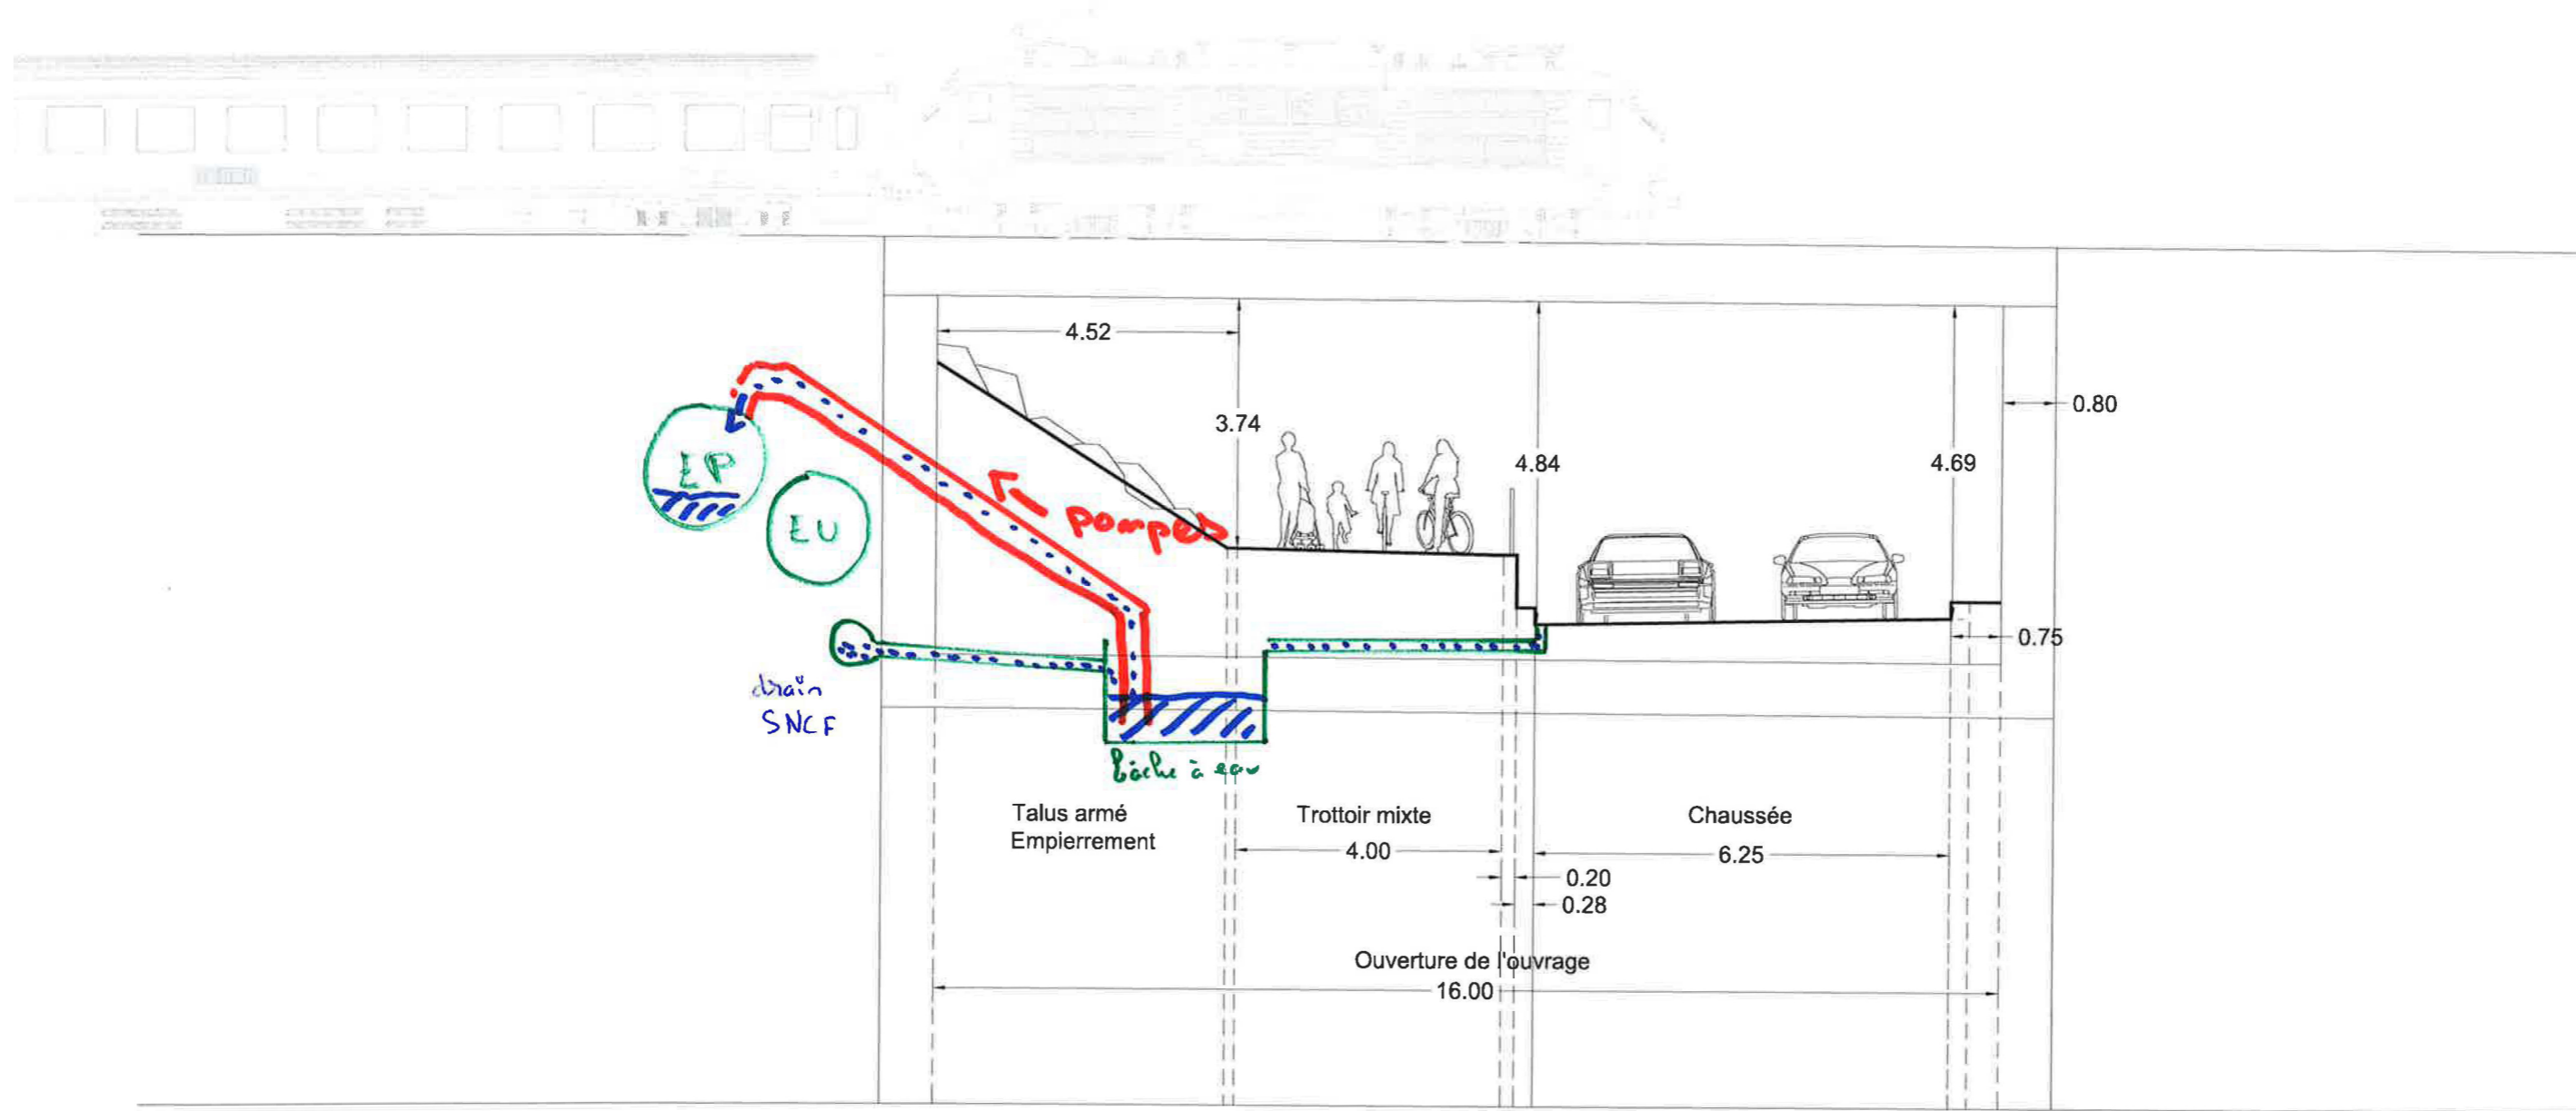 4.52
3.74
4.84
4.69
0.80
EP
EU
pompes
0.75
drain
SNCF
bâche à eau
Talus armé
Empierrement
Trottoir mixte
4.00
Chaussée
6.25
0.20
0.28
Ouverture de l'ouvrage
16.00